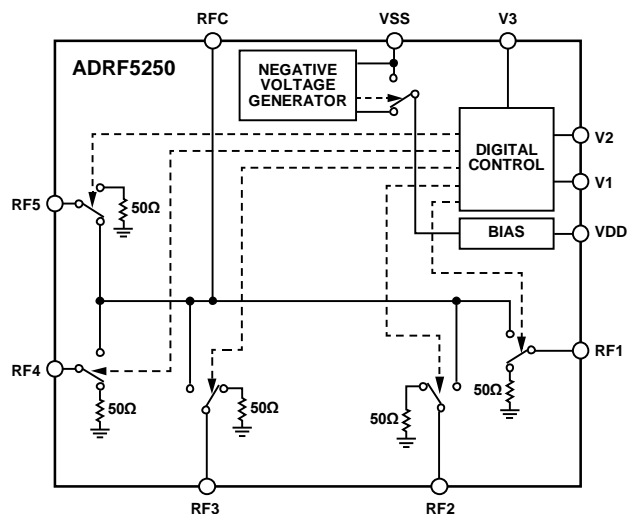 RFC
VSS
V3
ADRF5250
NEGATIVE
VOLTAGE
GENERATOR
DIGITAL
CONTROL
V2
V1
RF5
50Ω
BIAS
VDD
RF4
RF1
50Ω
50Ω
50Ω
50Ω
RF3
RF2